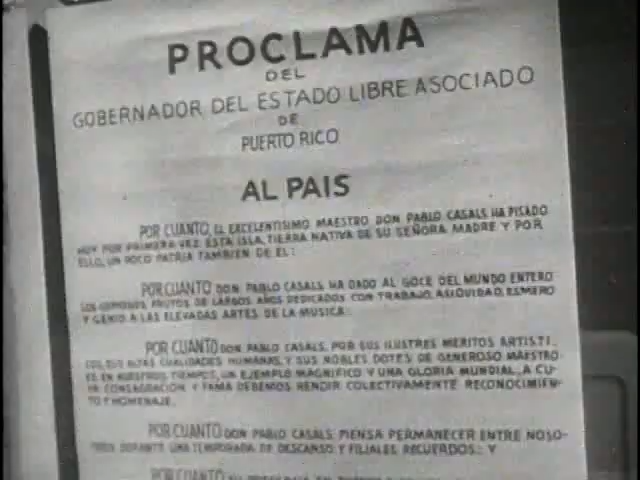 PROCLAMA
DEL
GOBERNADOR DEL ESTADO LIBRE ASOCIADO
DE
PUERTO RICO
AL PAIS
POR CUANTO, EL EXCELENTISIMO MAESTRO DON PABLO CASALS HA PISADO
HOY POR PRIMERA VEZ ESTA ISLA, TIERRA NATIVA DE SU SEÑORA MADRE Y POR
ELLO, UN POCO PATRIA TAMBIEN DE EL:
POR CUANTO DON PABLO CASALS HA DADO AL GOCE DEL MUNDO ENTERO
LOS FRUTOS DE LARGOS AÑOS DEDICADOS CON TRABAJO, ASIDUIDAD, ESMERO
Y GENIO A LAS ELEVADAS ARTES DE LA MUSICA:
POR CUANTO DON PABLO CASALS, POR SUS ILUSTRES MERITOS ARTISTI-
ALTAS CUALIDADES HUMANAS, Y SUS NOBLES DOTES DE GENEROSO MAESTRO
ES EN NUESTROS TIEMPOS, UN EJEMPLO MAGNIFICO Y UNA GLORIA MUNDIAL, A CU-
YA CONSAGRACION Y FAMA DEBEMOS RENDIR COLECTIVAMENTE RECONOCIMIEN-
TO Y HOMENAJE.
POR CUANTO DON PABLO CASALS PIENSA PERMANECER ENTRE NOSO-
TROS DURANTE UNA TEMPORADA DE DESCANSO Y FILIALES RECUERDOS: Y
POR CUANTO